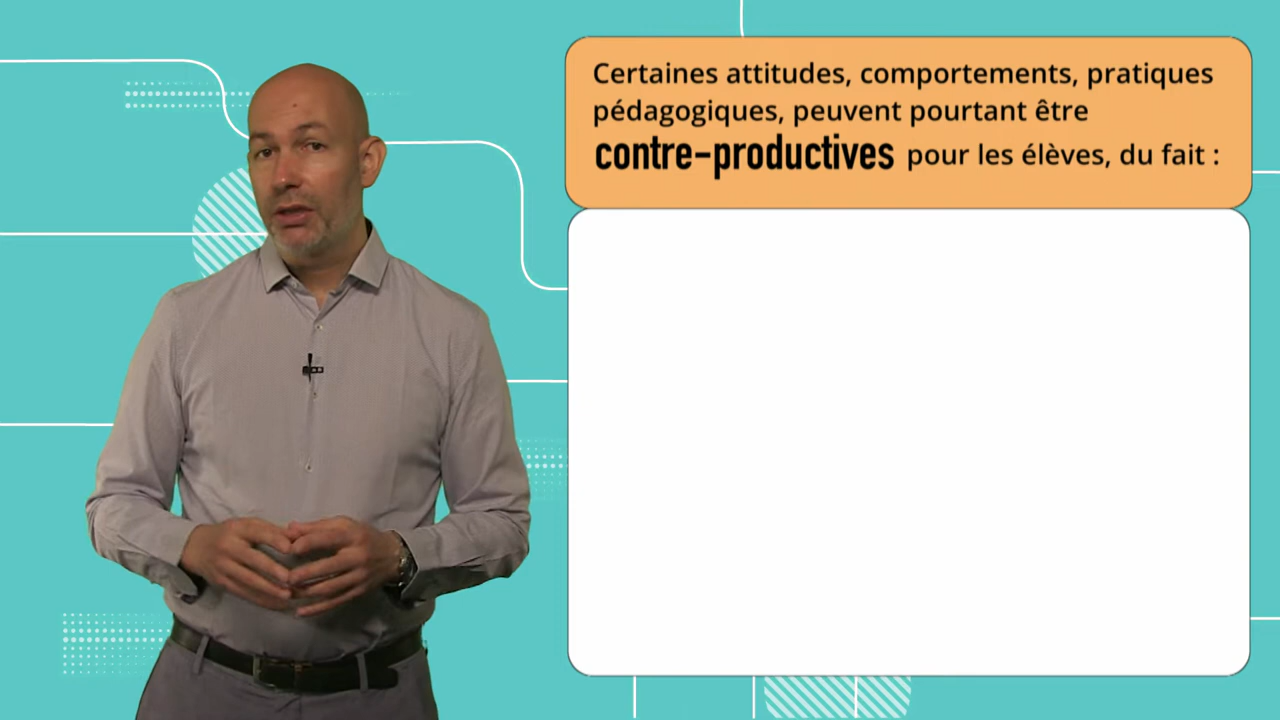 Certaines attitudes, comportements, pratiques
pédagogiques, peuvent pourtant être
contre-productives pour les élèves, du fait :